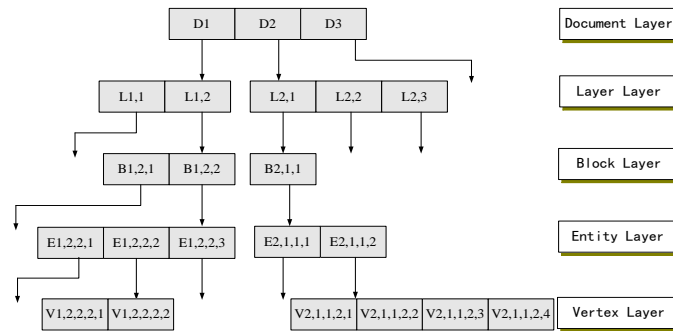 D1 D2 D3 Document Layer
L1,1 L1,2 L2,1 L2,2 L2,3 Layer Layer
B1,2,1 B1,2,2 B2,1,1 Block Layer
E1,2,2,1 E1,2,2,2 E1,2,2,3 E2,1,1,1 E2,1,1,2 Entity Layer
V1,2,2,2,1 V1,2,2,2,2 V2,1,1,2,1 V2,1,1,2,2 V2,1,1,2,3 V2,1,1,2,4 Vertex Layer